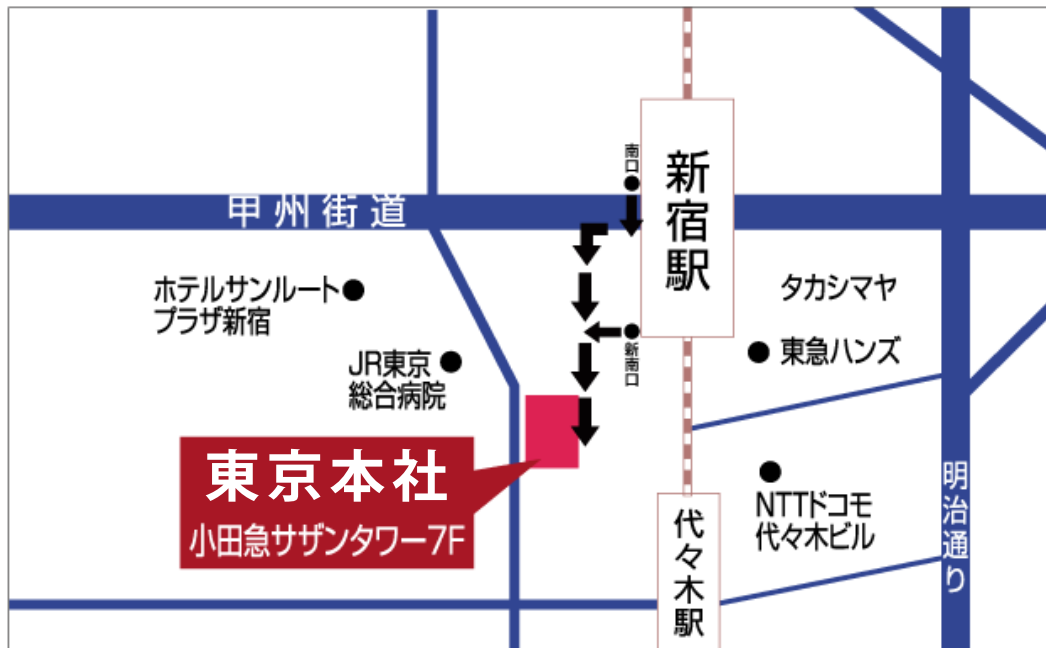 南口
新宿駅
甲州街道
ホテルサンルート
プラザ新宿
タカシマヤ
新南口
東急ハンズ
JR東京
総合病院
東京本社
小田急サザンタワー7F
NTTドコモ
代々木ビル
明治通り
代々木駅